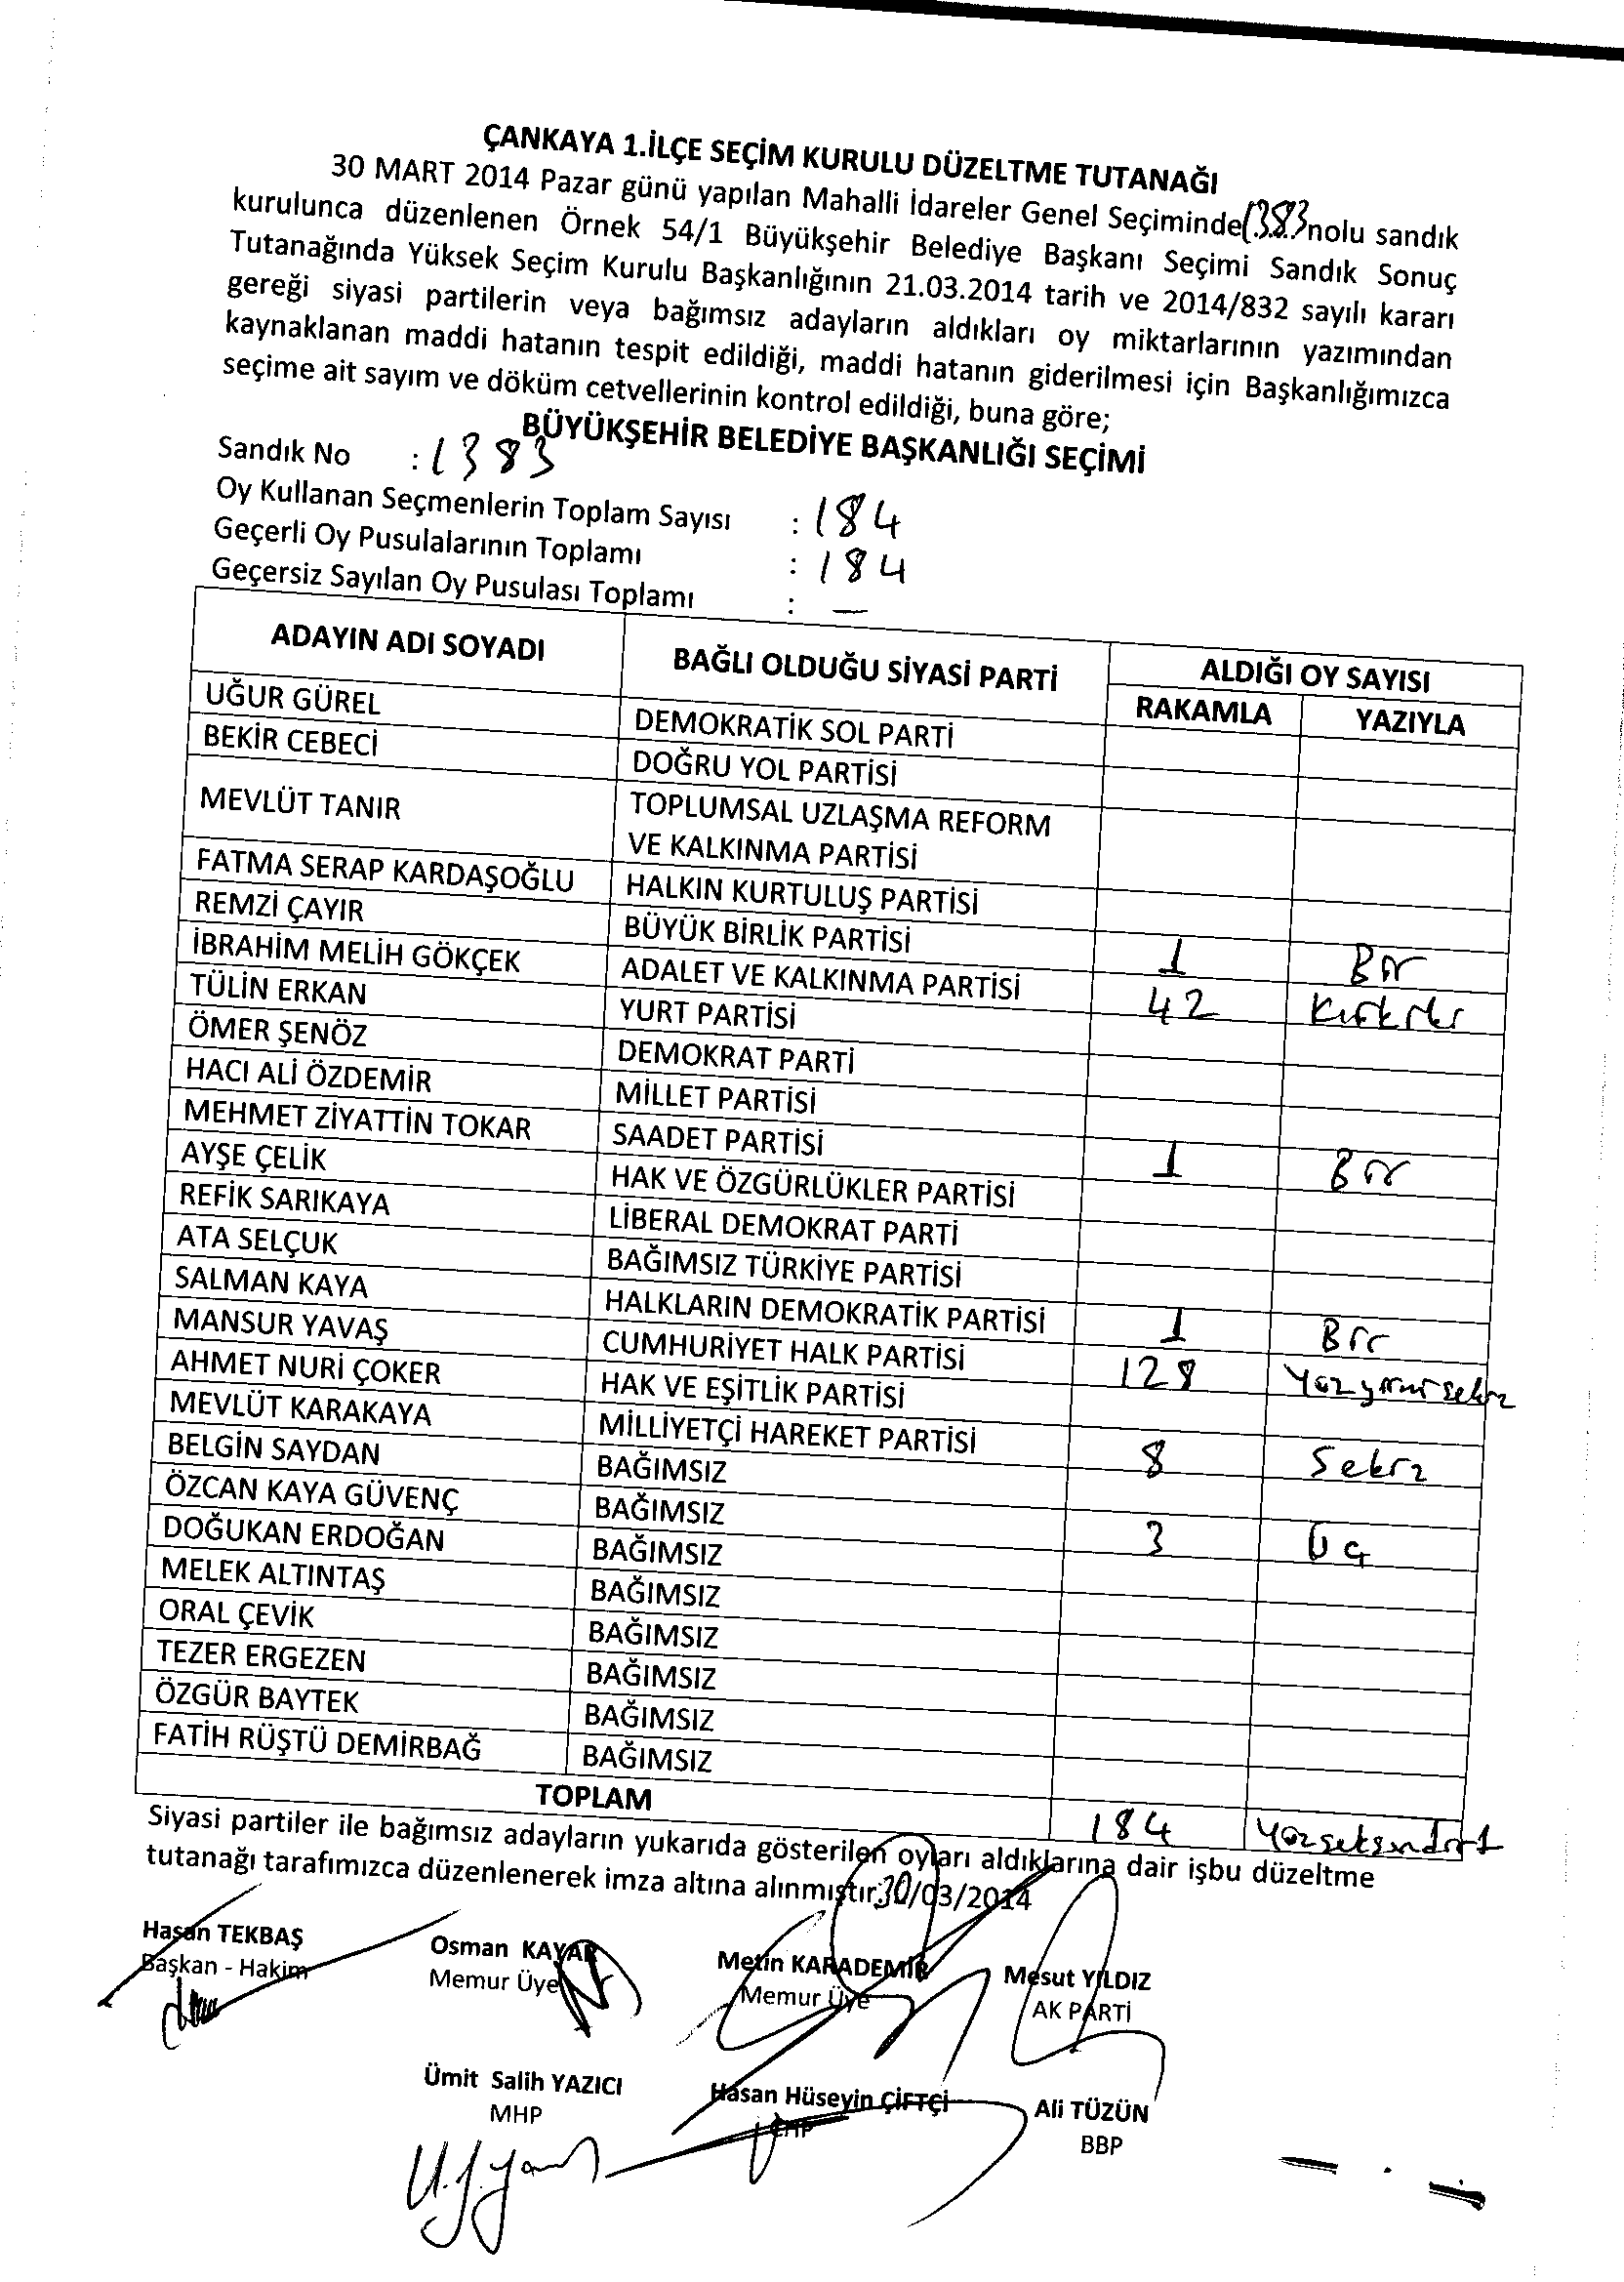 ÇANKAYA 1.İLÇE SEÇİM KURULU DÜZELTME TUTANAĞI
30 MART 2014 Pazar günü yapılan Mahalli İdareler Genel Seçiminde 1383 nolu sandık
kurulunca düzenlenen Örnek 54/1 Büyükşehir Belediye Başkanı Seçimi Sandık Sonuç
Tutanağında Yüksek Seçim Kurulu Başkanlığının 21.03.2014 tarih ve 2014/832 sayılı kararı
gereği siyasi partilerin veya bağımsız adayların aldıkları oy miktarlarının yazımından
kaynaklanan maddi hatanın tespit edildiği, maddi hatanın giderilmesi için Başkanlığımızca
seçime ait sayım ve döküm cetvellerinin kontrol edildiği, buna göre;
BÜYÜKŞEHİR BELEDİYE BAŞKANLIĞI SEÇİMİ
Sandık No : 1383
Oy Kullanan Seçmenlerin Toplam Sayısı : 184
Geçerli Oy Pusulalarının Toplamı : 184
Geçersiz Sayılan Oy Pusulası Toplamı : —
ADAYIN ADI SOYADI BAĞLI OLDUĞU SİYASİ PARTİ ALDIĞI OY SAYISI
RAKAMLA YAZIYLA
UĞUR GÜREL DEMOKRATİK SOL PARTİ
BEKİR CEBECİ DOĞRU YOL PARTİSİ
MEVLÜT TANIR TOPLUMSAL UZLAŞMA REFORM
VE KALKINMA PARTİSİ
FATMA SERAP KARDAŞOĞLU HALKIN KURTULUŞ PARTİSİ
REMZİ ÇAYIR BÜYÜK BİRLİK PARTİSİ 1 Bir
İBRAHİM MELİH GÖKÇEK ADALET VE KALKINMA PARTİSİ 42 Kırkiki
TÜLİN ERKAN YURT PARTİSİ
ÖMER ŞENÖZ DEMOKRAT PARTİ
HACI ALİ ÖZDEMİR MİLLET PARTİSİ
MEHMET ZİYATTİN TOKAR SAADET PARTİSİ 1 Bir
AYŞE ÇELİK HAK VE ÖZGÜRLÜKLER PARTİSİ
REFİK SARIKAYA LİBERAL DEMOKRAT PARTİ
ATA SELÇUK BAĞIMSIZ TÜRKİYE PARTİSİ
SALMAN KAYA HALKLARIN DEMOKRATİK PARTİSİ 1 Bir
MANSUR YAVAŞ CUMHURİYET HALK PARTİSİ 128 Yüzyirmisekiz
AHMET NURİ ÇOKER HAK VE EŞİTLİK PARTİSİ
MEVLÜT KARAKAYA MİLLİYETÇİ HAREKET PARTİSİ 8 Sekiz
BELGİN SAYDAN BAĞIMSIZ
ÖZCAN KAYA GÜVENÇ BAĞIMSIZ 3 Üç
DOĞUKAN ERDOĞAN BAĞIMSIZ
MELEK ALTINTAŞ BAĞIMSIZ
ORAL ÇEVİK BAĞIMSIZ
TEZER ERGEZEN BAĞIMSIZ
ÖZGÜR BAYTEK BAĞIMSIZ
FATİH RÜŞTÜ DEMİRBAĞ BAĞIMSIZ
TOPLAM 184 Yüzseksendört
Siyasi partiler ile bağımsız adayların yukarıda gösterilen oyları aldıklarına dair işbu düzeltme
tutanağı tarafımızca düzenlenerek imza altına alınmıştır.30/03/2014
Hasan TEKBAŞ Osman KAYAR Metin KARADEMİR Mesut YILDIZ
Başkan - Hakim Memur Üye Memur Üye AK PARTİ
Ümit Salih YAZICI Hasan Hüseyin ÇİFTÇİ Ali TÜZÜN
MHP CHP BBP